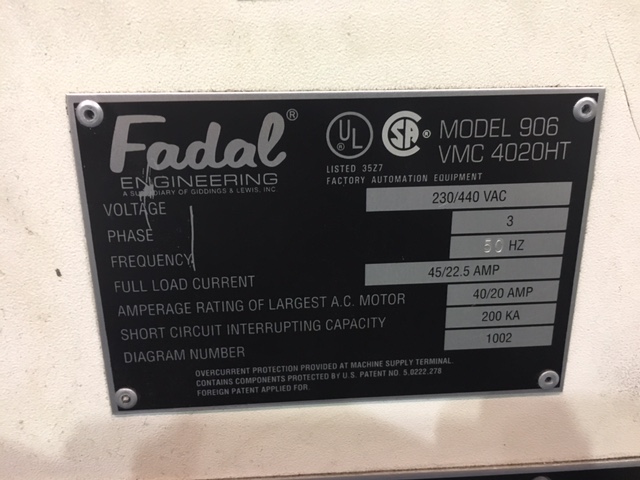 Fadal®
ENGINEERING
A SUBSIDIARY OF GIDDINGS & LEWIS, INC.
UL
LISTED 35Z7
SA ®
FACTORY AUTOMATION EQUIPMENT
MODEL 906
VMC 4020HT
VOLTAGE 230/440 VAC
PHASE 3
FREQUENCY 60 HZ
FULL LOAD CURRENT 45/22.5 AMP
AMPERAGE RATING OF LARGEST A.C. MOTOR 40/20 AMP
SHORT CIRCUIT INTERRUPTING CAPACITY 200 KA
DIAGRAM NUMBER 1002
OVERCURRENT PROTECTION PROVIDED AT MACHINE SUPPLY TERMINAL.
CONTAINS COMPONENTS PROTECTED BY U.S. PATENT NO. 5.0222.278
FOREIGN PATENT APPLIED FOR.